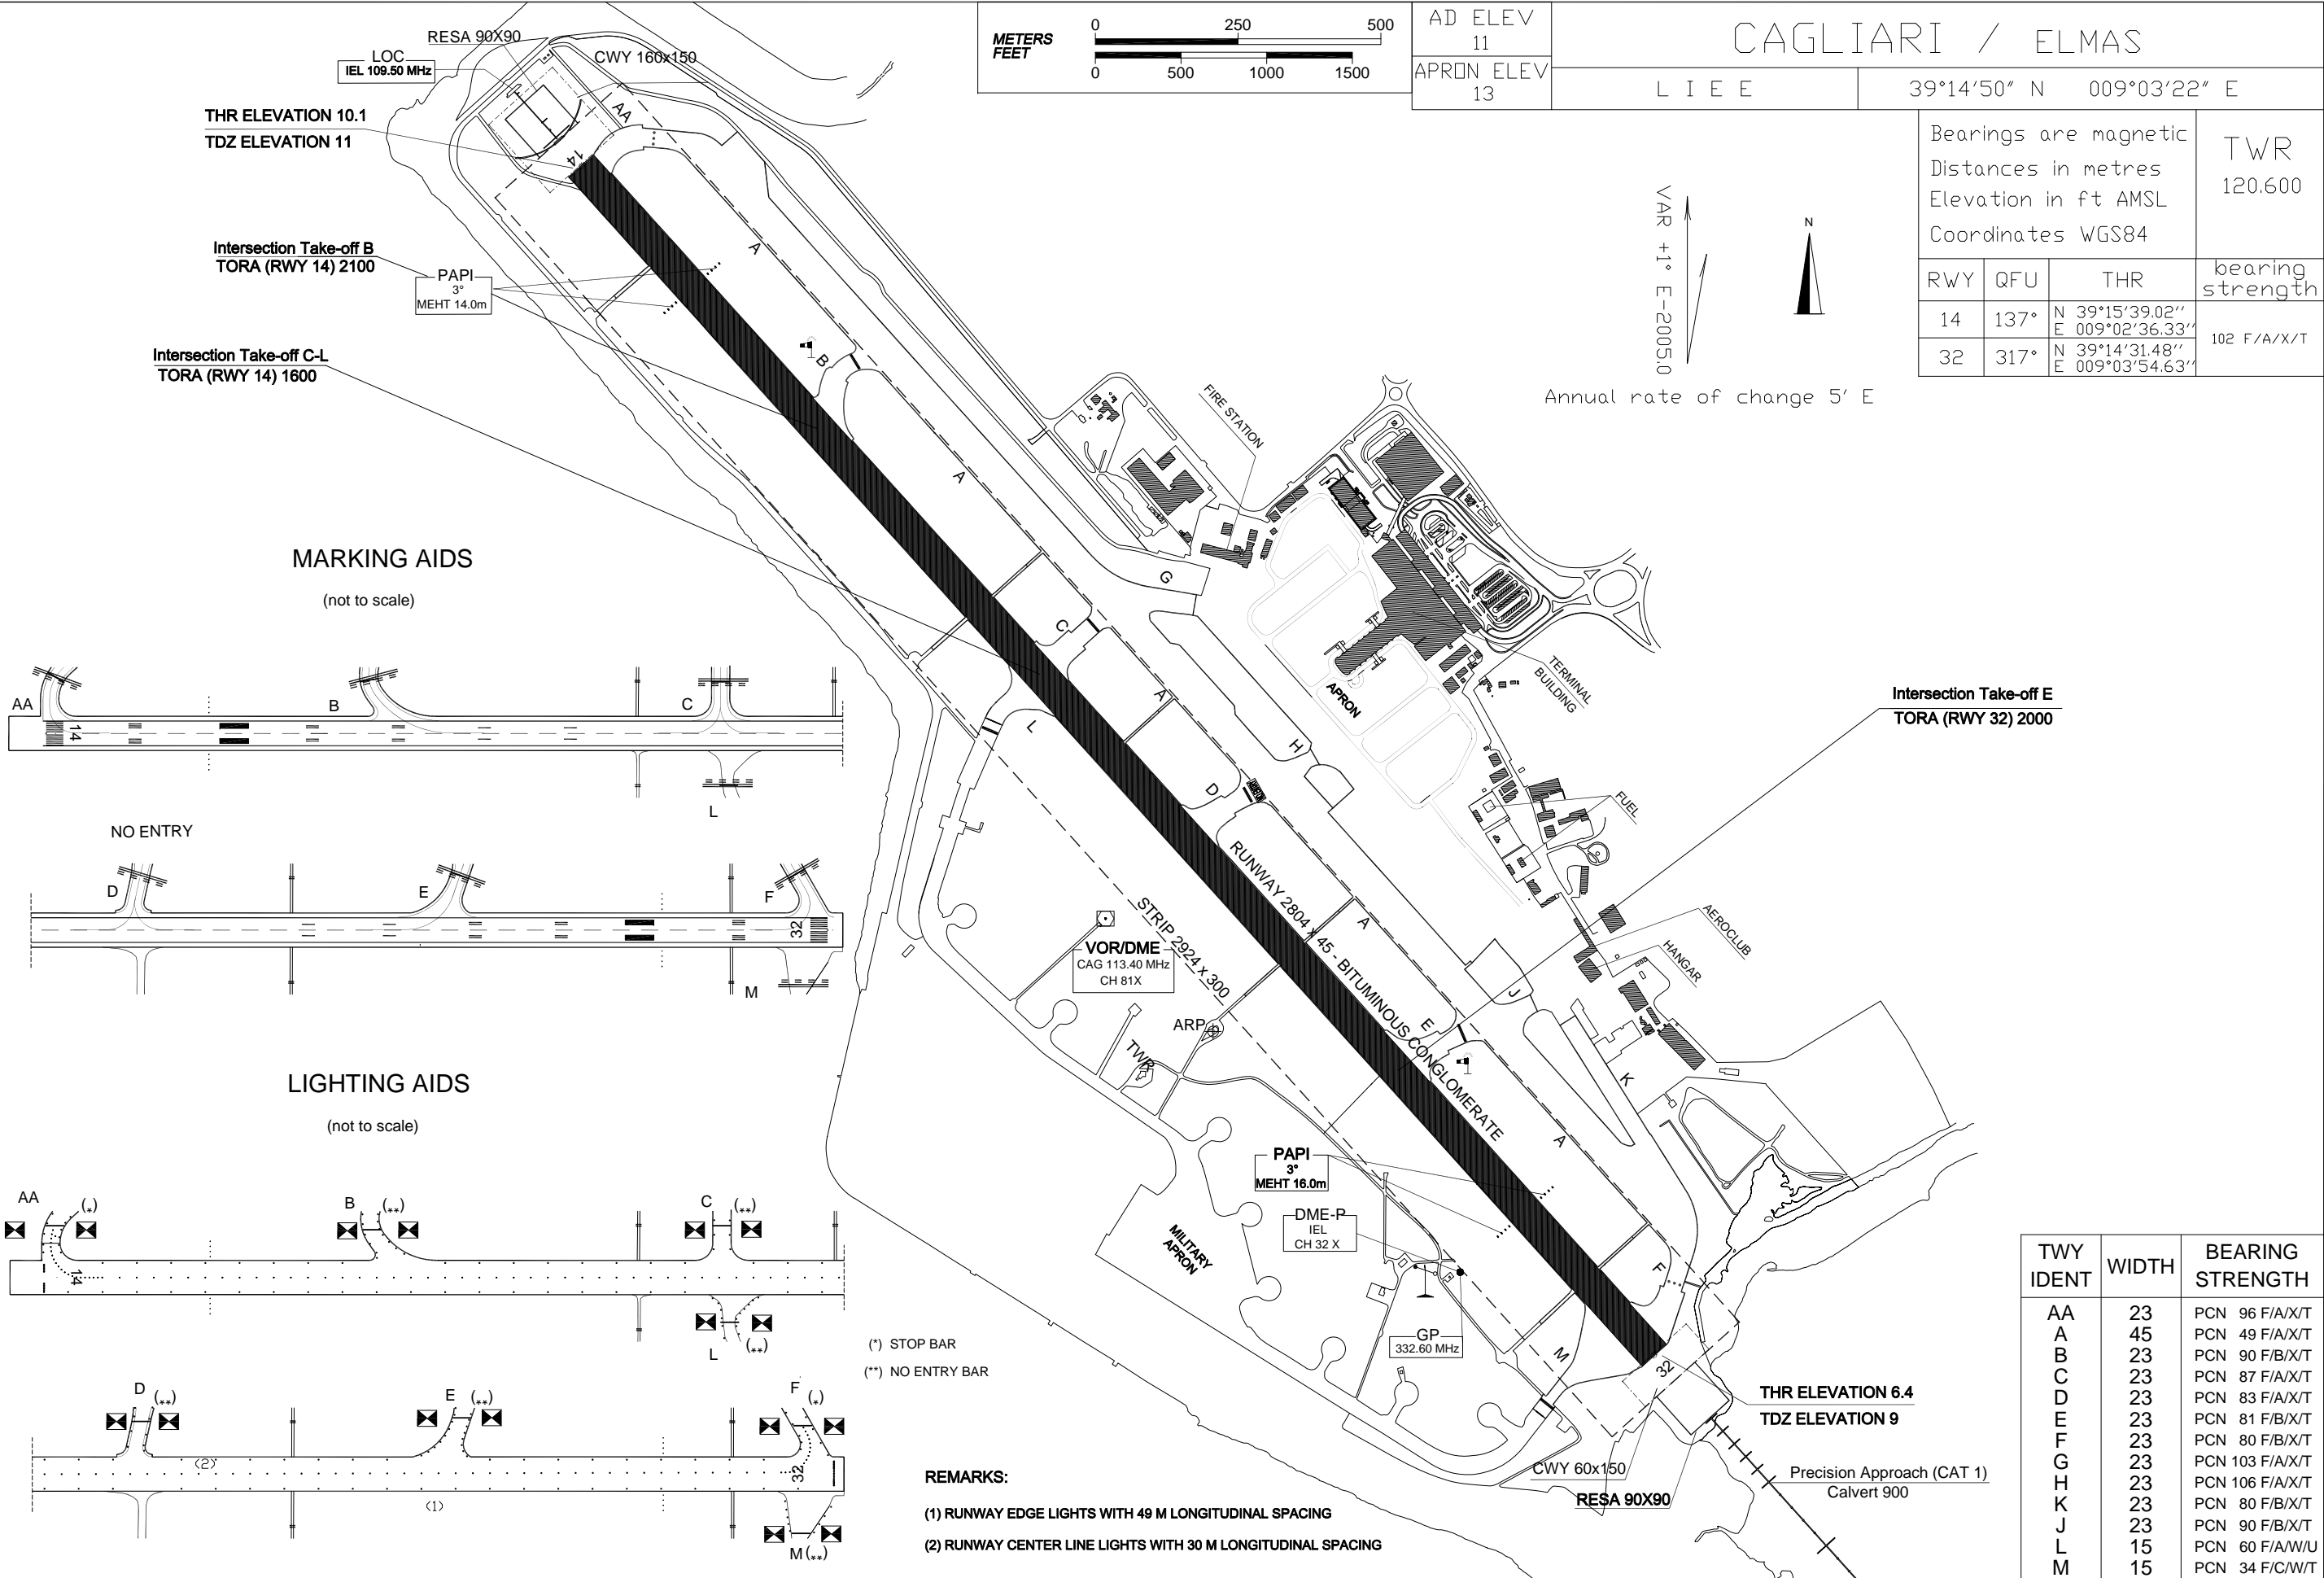 METERS
FEET
0 250 500
0 500 1000 1500
AD ELEV
11
APRON ELEV
13
CAGLIARI / ELMAS
L I E E
39°14'50" N 009°03'22" E
Bearings are magnetic
Distances in metres
Elevation in ft AMSL
Coordinates WGS84
TWR
120.600
RWY QFU THR bearing strength
14 137° N 39°15'39.02'' E 009°02'36.33''
102 F/A/X/T
32 317° N 39°14'31.48'' E 009°03'54.63''
VAR +1° E-2005.0
N
Annual rate of change 5' E
RESA 90X90
LOC
IEL 109.50 MHz
CWY 160x150
THR ELEVATION 10.1
TDZ ELEVATION 11
AA
14
Intersection Take-off B
TORA (RWY 14) 2100
PAPI
3°
MEHT 14.0m
Intersection Take-off C-L
TORA (RWY 14) 1600
A
B
A
FIRE STATION
G
C
A
L
H
D
APRON
TERMINAL
BUILDING
Intersection Take-off E
TORA (RWY 32) 2000
FUEL
AEROCLUB
HANGAR
RUNWAY 2804 x 45 - BITUMINOUS CONGLOMERATE
STRIP 2924 x 300
A
E
J
K
A
VOR/DME
CAG 113.40 MHz
CH 81X
ARP
TWR
PAPI
3°
MEHT 16.0m
DME-P
IEL
CH 32 X
MILITARY
APRON
GP
332.60 MHz
F
M
32
THR ELEVATION 6.4
TDZ ELEVATION 9
CWY 60x150
RESA 90X90
Precision Approach (CAT 1)
Calvert 900
MARKING AIDS
(not to scale)
AA
14
B
C
L
NO ENTRY
D
E
F
32
M
LIGHTING AIDS
(not to scale)
AA (*)
14
B (**)
C (**)
L (**)
D (**)
E (**)
F (*)
32
(2)
(1)
M (**)
(*) STOP BAR
(**) NO ENTRY BAR
REMARKS:
(1) RUNWAY EDGE LIGHTS WITH 49 M LONGITUDINAL SPACING
(2) RUNWAY CENTER LINE LIGHTS WITH 30 M LONGITUDINAL SPACING
TWY IDENT WIDTH BEARING STRENGTH
AA 23 PCN 96 F/A/X/T
A 45 PCN 49 F/A/X/T
B 23 PCN 90 F/B/X/T
C 23 PCN 87 F/A/X/T
D 23 PCN 83 F/A/X/T
E 23 PCN 81 F/B/X/T
F 23 PCN 80 F/B/X/T
G 23 PCN 103 F/A/X/T
H 23 PCN 106 F/A/X/T
K 23 PCN 80 F/B/X/T
J 23 PCN 90 F/B/X/T
L 15 PCN 60 F/A/W/U
M 15 PCN 34 F/C/W/T